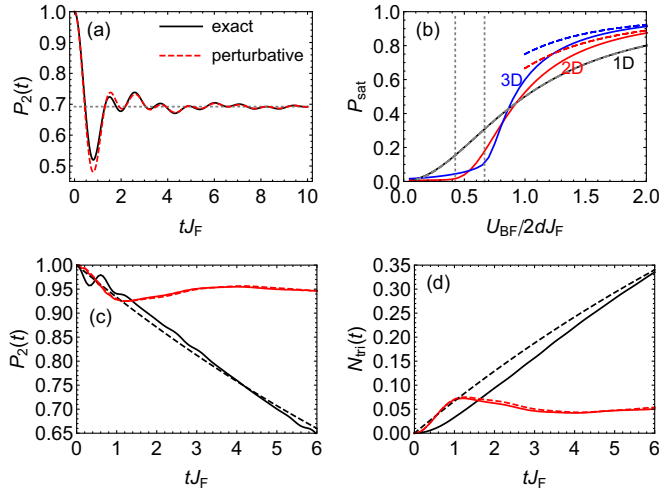 (a)
exact
perturbative
P2(t)
1.0
0.9
0.8
0.7
0.6
0.5
0 2 4 6 8 10
tJF
(b)
3D
2D
1D
Psat
1.0
0.8
0.6
0.4
0.2
0.0
0.0 0.5 1.0 1.5 2.0
UBF/2dJF
(c)
P2(t)
1.00
0.95
0.90
0.85
0.80
0.75
0.70
0.65
0 1 2 3 4 5 6
tJF
(d)
Ntri(t)
0.35
0.30
0.25
0.20
0.15
0.10
0.05
0.00
0 1 2 3 4 5 6
tJF